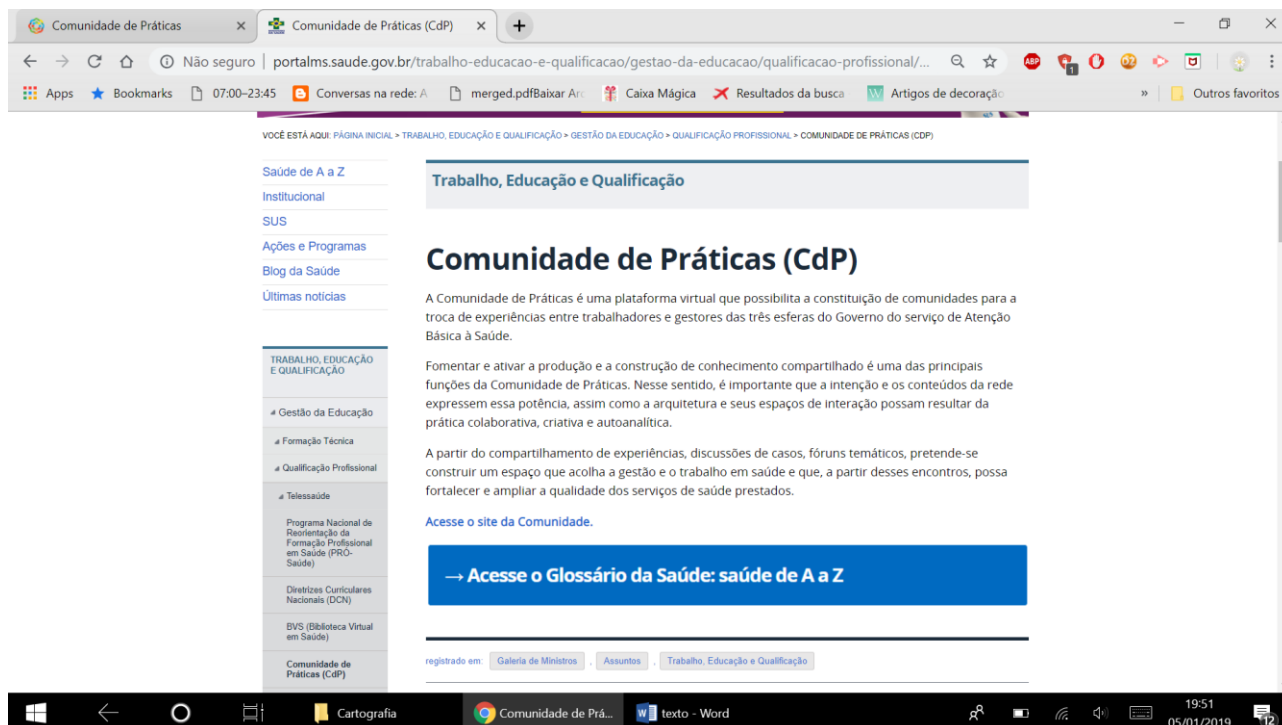 Comunidade de Práticas
Comunidade de Práticas (CdP)
Não seguro | portalms.saude.gov.br/trabalho-educacao-e-qualificacao/gestao-da-educacao/qualificacao-profissional/...
ABP
1
02
Apps
Bookmarks
07:00–23:45
Conversas na rede: A
merged.pdfBaixar Arc
Caixa Mágica
Resultados da busca
Artigos de decoração
»
Outros favoritos
VOCÊ ESTÁ AQUI: PÁGINA INICIAL > TRABALHO, EDUCAÇÃO E QUALIFICAÇÃO > GESTÃO DA EDUCAÇÃO > QUALIFICAÇÃO PROFISSIONAL > COMUNIDADE DE PRÁTICAS (CDP)
Saúde de A a Z
Institucional
SUS
Ações e Programas
Blog da Saúde
Últimas notícias
TRABALHO, EDUCAÇÃO
E QUALIFICAÇÃO
Gestão da Educação
Formação Técnica
Qualificação Profissional
Telessaúde
Programa Nacional de
Reorientação da
Formação Profissional
em Saúde (PRÓ-
Saúde)
Diretrizes Curriculares
Nacionais (DCN)
BVS (Biblioteca Virtual
em Saúde)
Comunidade de
Práticas (CdP)
Trabalho, Educação e Qualificação
Comunidade de Práticas (CdP)
A Comunidade de Práticas é uma plataforma virtual que possibilita a constituição de comunidades para a
troca de experiências entre trabalhadores e gestores das três esferas do Governo do serviço de Atenção
Básica à Saúde.
Fomentar e ativar a produção e a construção de conhecimento compartilhado é uma das principais
funções da Comunidade de Práticas. Nesse sentido, é importante que a intenção e os conteúdos da rede
expressem essa potência, assim como a arquitetura e seus espaços de interação possam resultar da
prática colaborativa, criativa e autoanalítica.
A partir do compartilhamento de experiências, discussões de casos, fóruns temáticos, pretende-se
construir um espaço que acolha a gestão e o trabalho em saúde e que, a partir desses encontros, possa
fortalecer e ampliar a qualidade dos serviços de saúde prestados.
Acesse o site da Comunidade.
→ Acesse o Glossário da Saúde: saúde de A a Z
registrado em: Galeria de Ministros , Assuntos , Trabalho, Educação e Qualificação
Cartografia
Comunidade de Prá...
texto - Word
19:51
05/01/2019